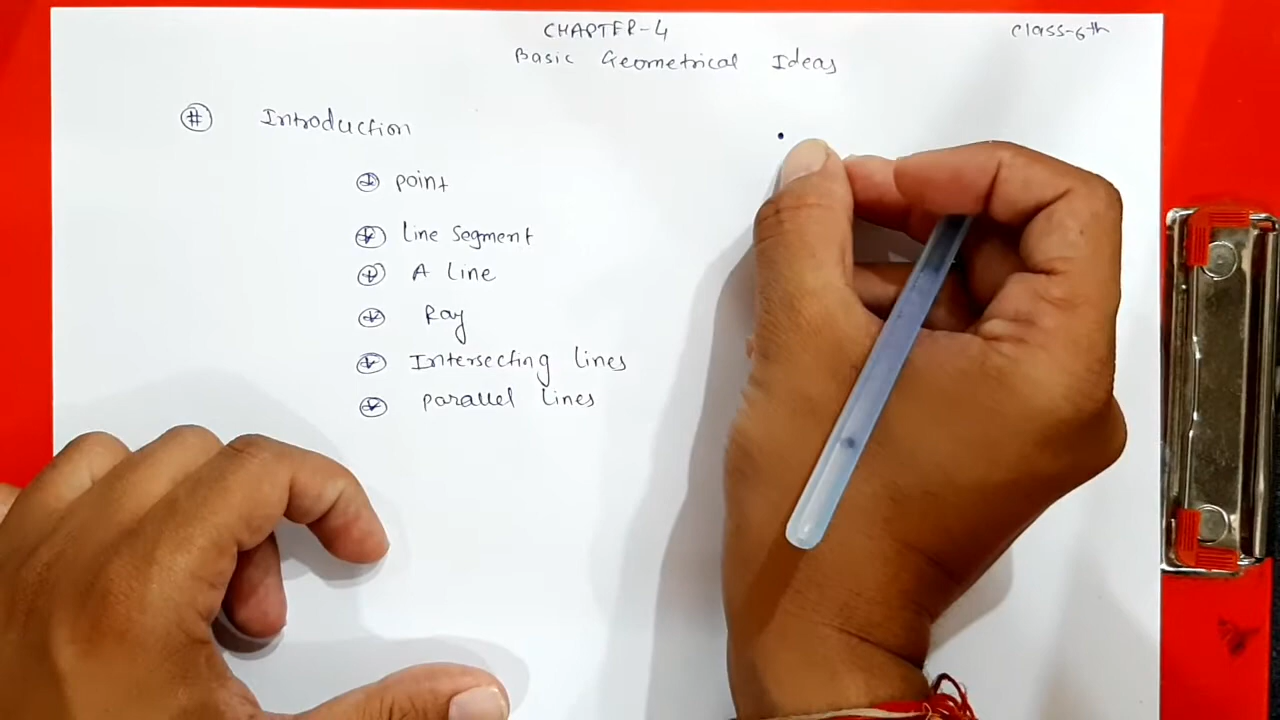 CHAPTER-4
Class-6th
Basic Geometrical Ideas
# Introduction
point
Line Segment
A Line
Ray
Intersecting lines
parallel lines